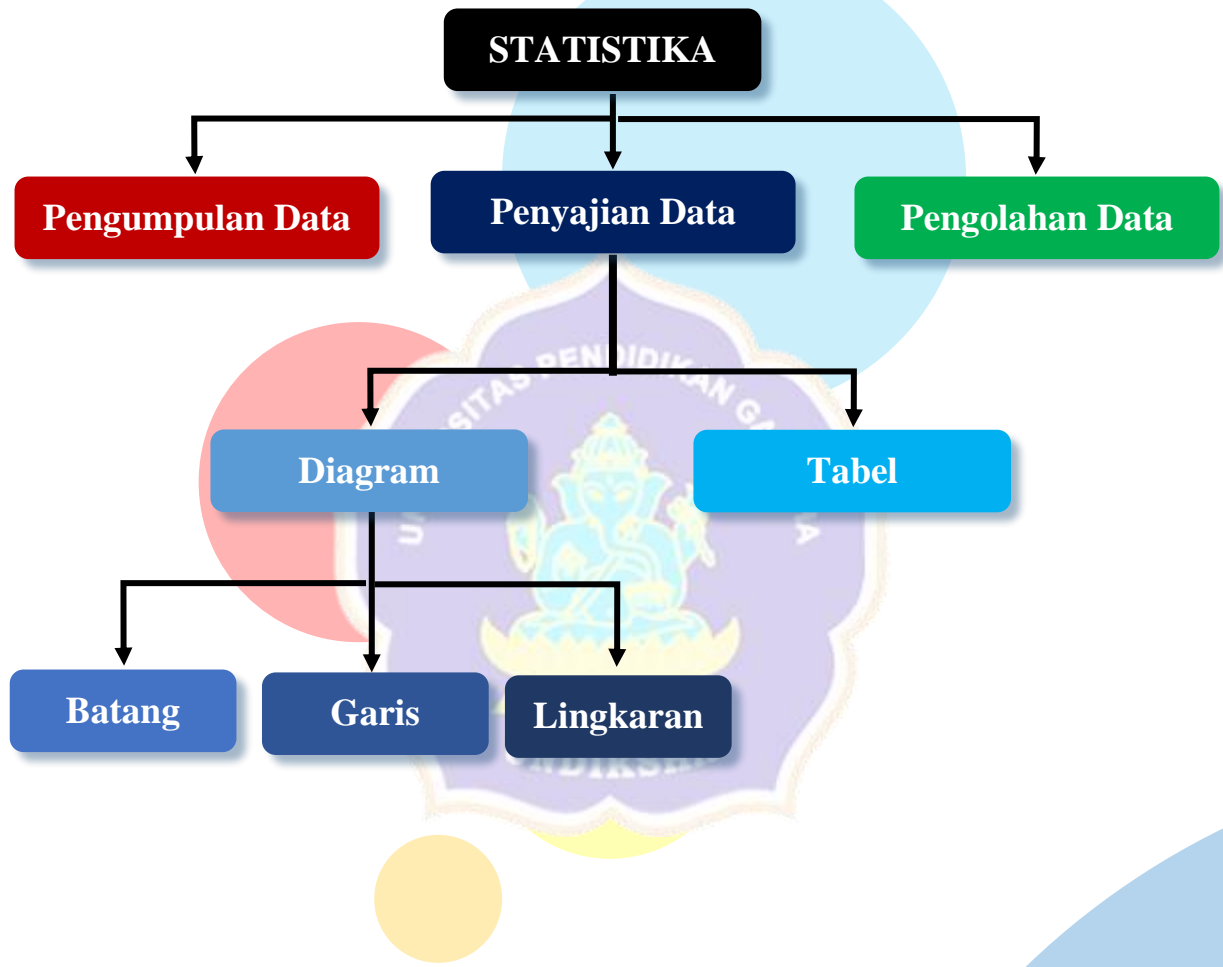 STATISTIKA
Pengumpulan Data
Penyajian Data
Pengolahan Data
Diagram
Tabel
Batang
Garis
Lingkaran